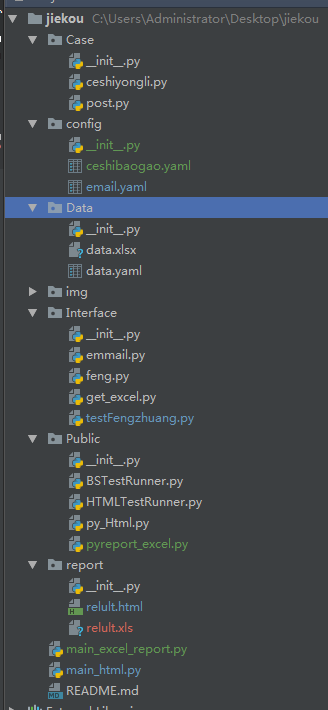 jiekou C:\Users\Administrator\Desktop\jiekou
Case
__init__.py
ceshiyongli.py
post.py
config
__init__.py
ceshibaogao.yaml
email.yaml
Data
__init__.py
data.xlsx
data.yaml
img
Interface
__init__.py
emmail.py
feng.py
get_excel.py
testFengzhuang.py
Public
__init__.py
BSTestRunner.py
HTMLTestRunner.py
py_Html.py
pyreport_excel.py
report
__init__.py
relult.html
relult.xls
main_excel_report.py
main_html.py
README.md